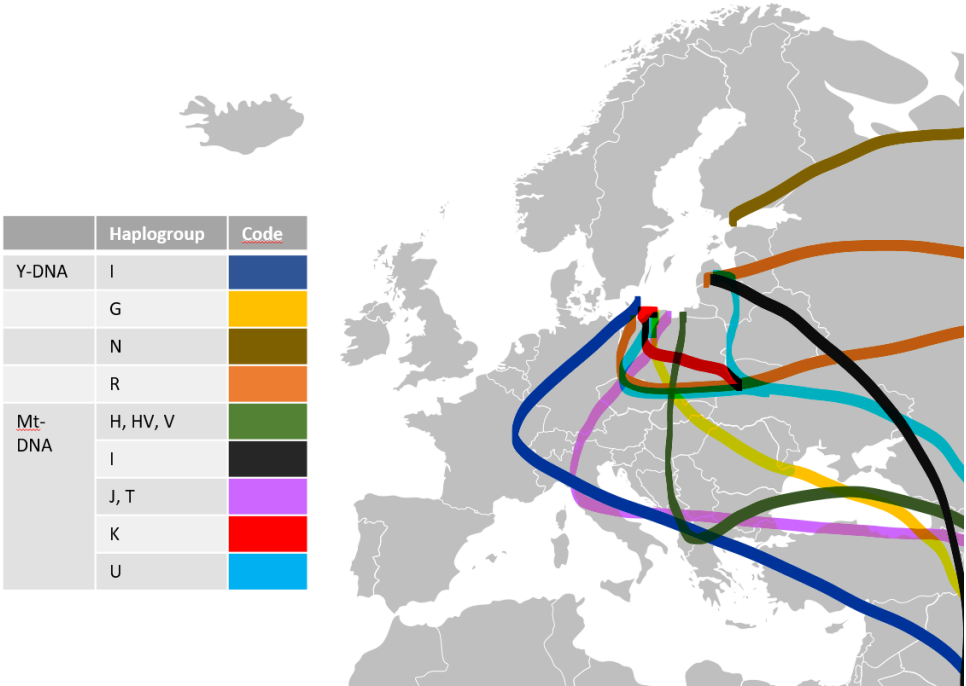 Haplogroup Code
Y-DNA I
G
N
R
Mt-
DNA
H, HV, V
I
J, T
K
U